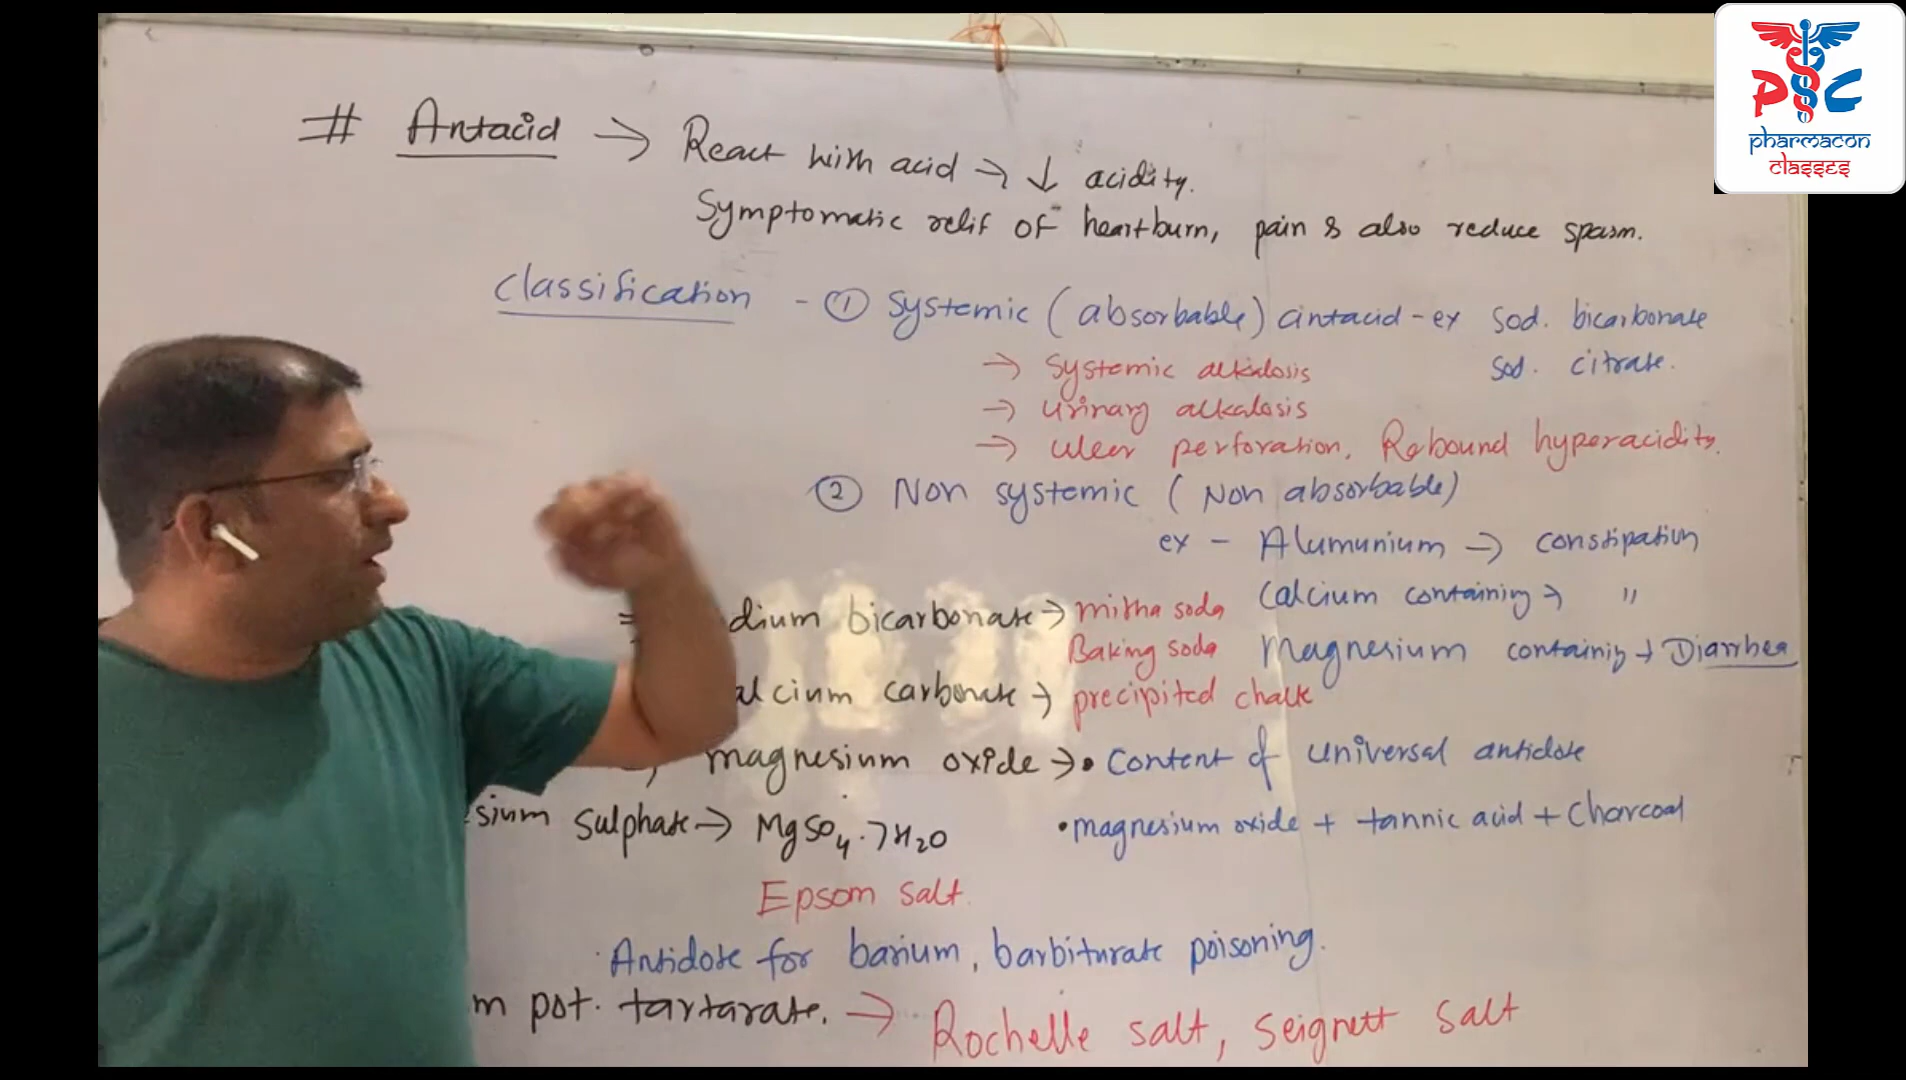 # Antacid → React with acid → ↓ acidity.
Symptomatic relif of heartburn, pain & also reduce spasm.
Classification - ① Systemic (absorbable) antacid - ex Sod. bicarbonate
Sod. citrate.
→ Systemic alkalosis
→ Urinary alkalosis
→ Ulcer perforation, Rebound hyperacidity.
② Non systemic (Non absorbable)
ex - Alumunium → constipation
Calcium containing → "
Magnesium containing → Diarrhea
dium bicarbonate → mitha soda
Baking soda
alcium carbonate → precipited chalk
magnesium oxide → • Content of universal antidote
• magnesium oxide + tannic acid + Charcoal
sium sulphate → MgSO4.7H2O
Epsom salt.
. Antidote for barium, barbiturate poisoning.
m pot. tartarate. → Rochelle salt, Seignett salt
PC
pharmacon
classes